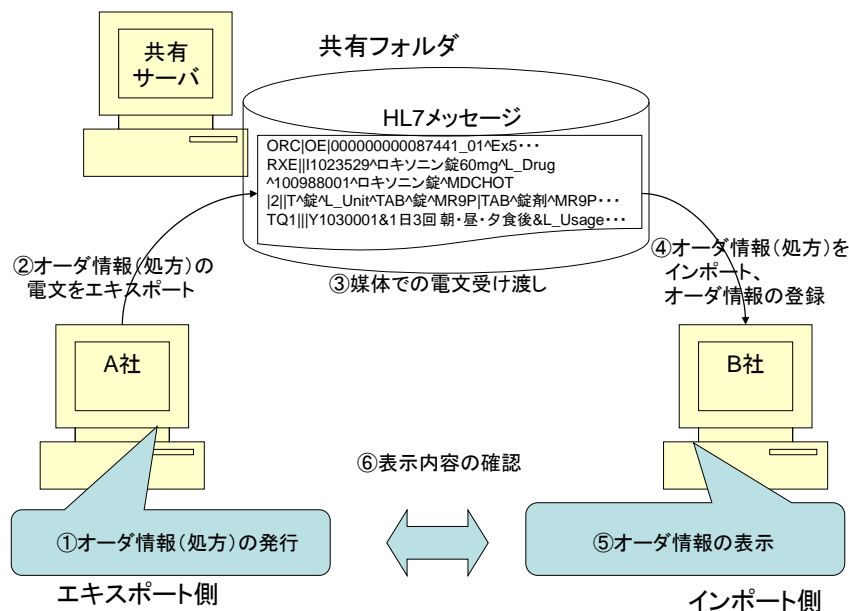 共有
サーバ
共有フォルダ
HL7メッセージ
ORC|OE|000000000087441_01^Ex5･･･
RXE||I1023529^ロキソニン錠60mg^L_Drug
^100988001^ロキソニン錠^MDCHOT
|2||T^錠^L_Unit^TAB^錠^MR9P|TAB^錠剤^MR9P･･･
TQ1|||Y1030001&1日3回 朝・昼・夕食後&L_Usage･･･
②オーダ情報（処方）の
電文をエキスポート
③媒体での電文受け渡し
④オーダ情報（処方）を
インポート、
オーダ情報の登録
A社
B社
⑥表示内容の確認
①オーダ情報（処方）の発行
⑤オーダ情報の表示
エキスポート側
インポート側